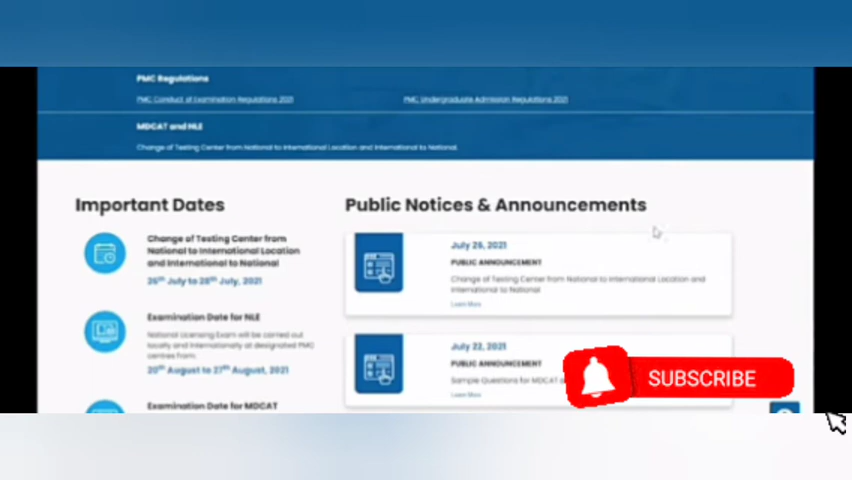 PMC Regulations
PMC Conduct of Examination Regulations 2021
PMC Undergraduate Admission Regulations 2021
MDCAT and NLE
Change of Testing Center from National to International Location and International to National.
Important Dates
Change of Testing Center from
National to International Location
and International to National
26th July to 28th July, 2021
Examination Date for NLE
National Licensing Exam will be carried out
locally and internationally at designated PMC
centres from:
20th August to 27th August, 2021
Examination Date for MDCAT
Public Notices & Announcements
July 26, 2021
PUBLIC ANNOUNCEMENT
Change of Testing Center from National to International Location and
International to National
Learn More
July 22, 2021
PUBLIC ANNOUNCEMENT
Sample Questions for MDCAT
Learn More
SUBSCRIBE